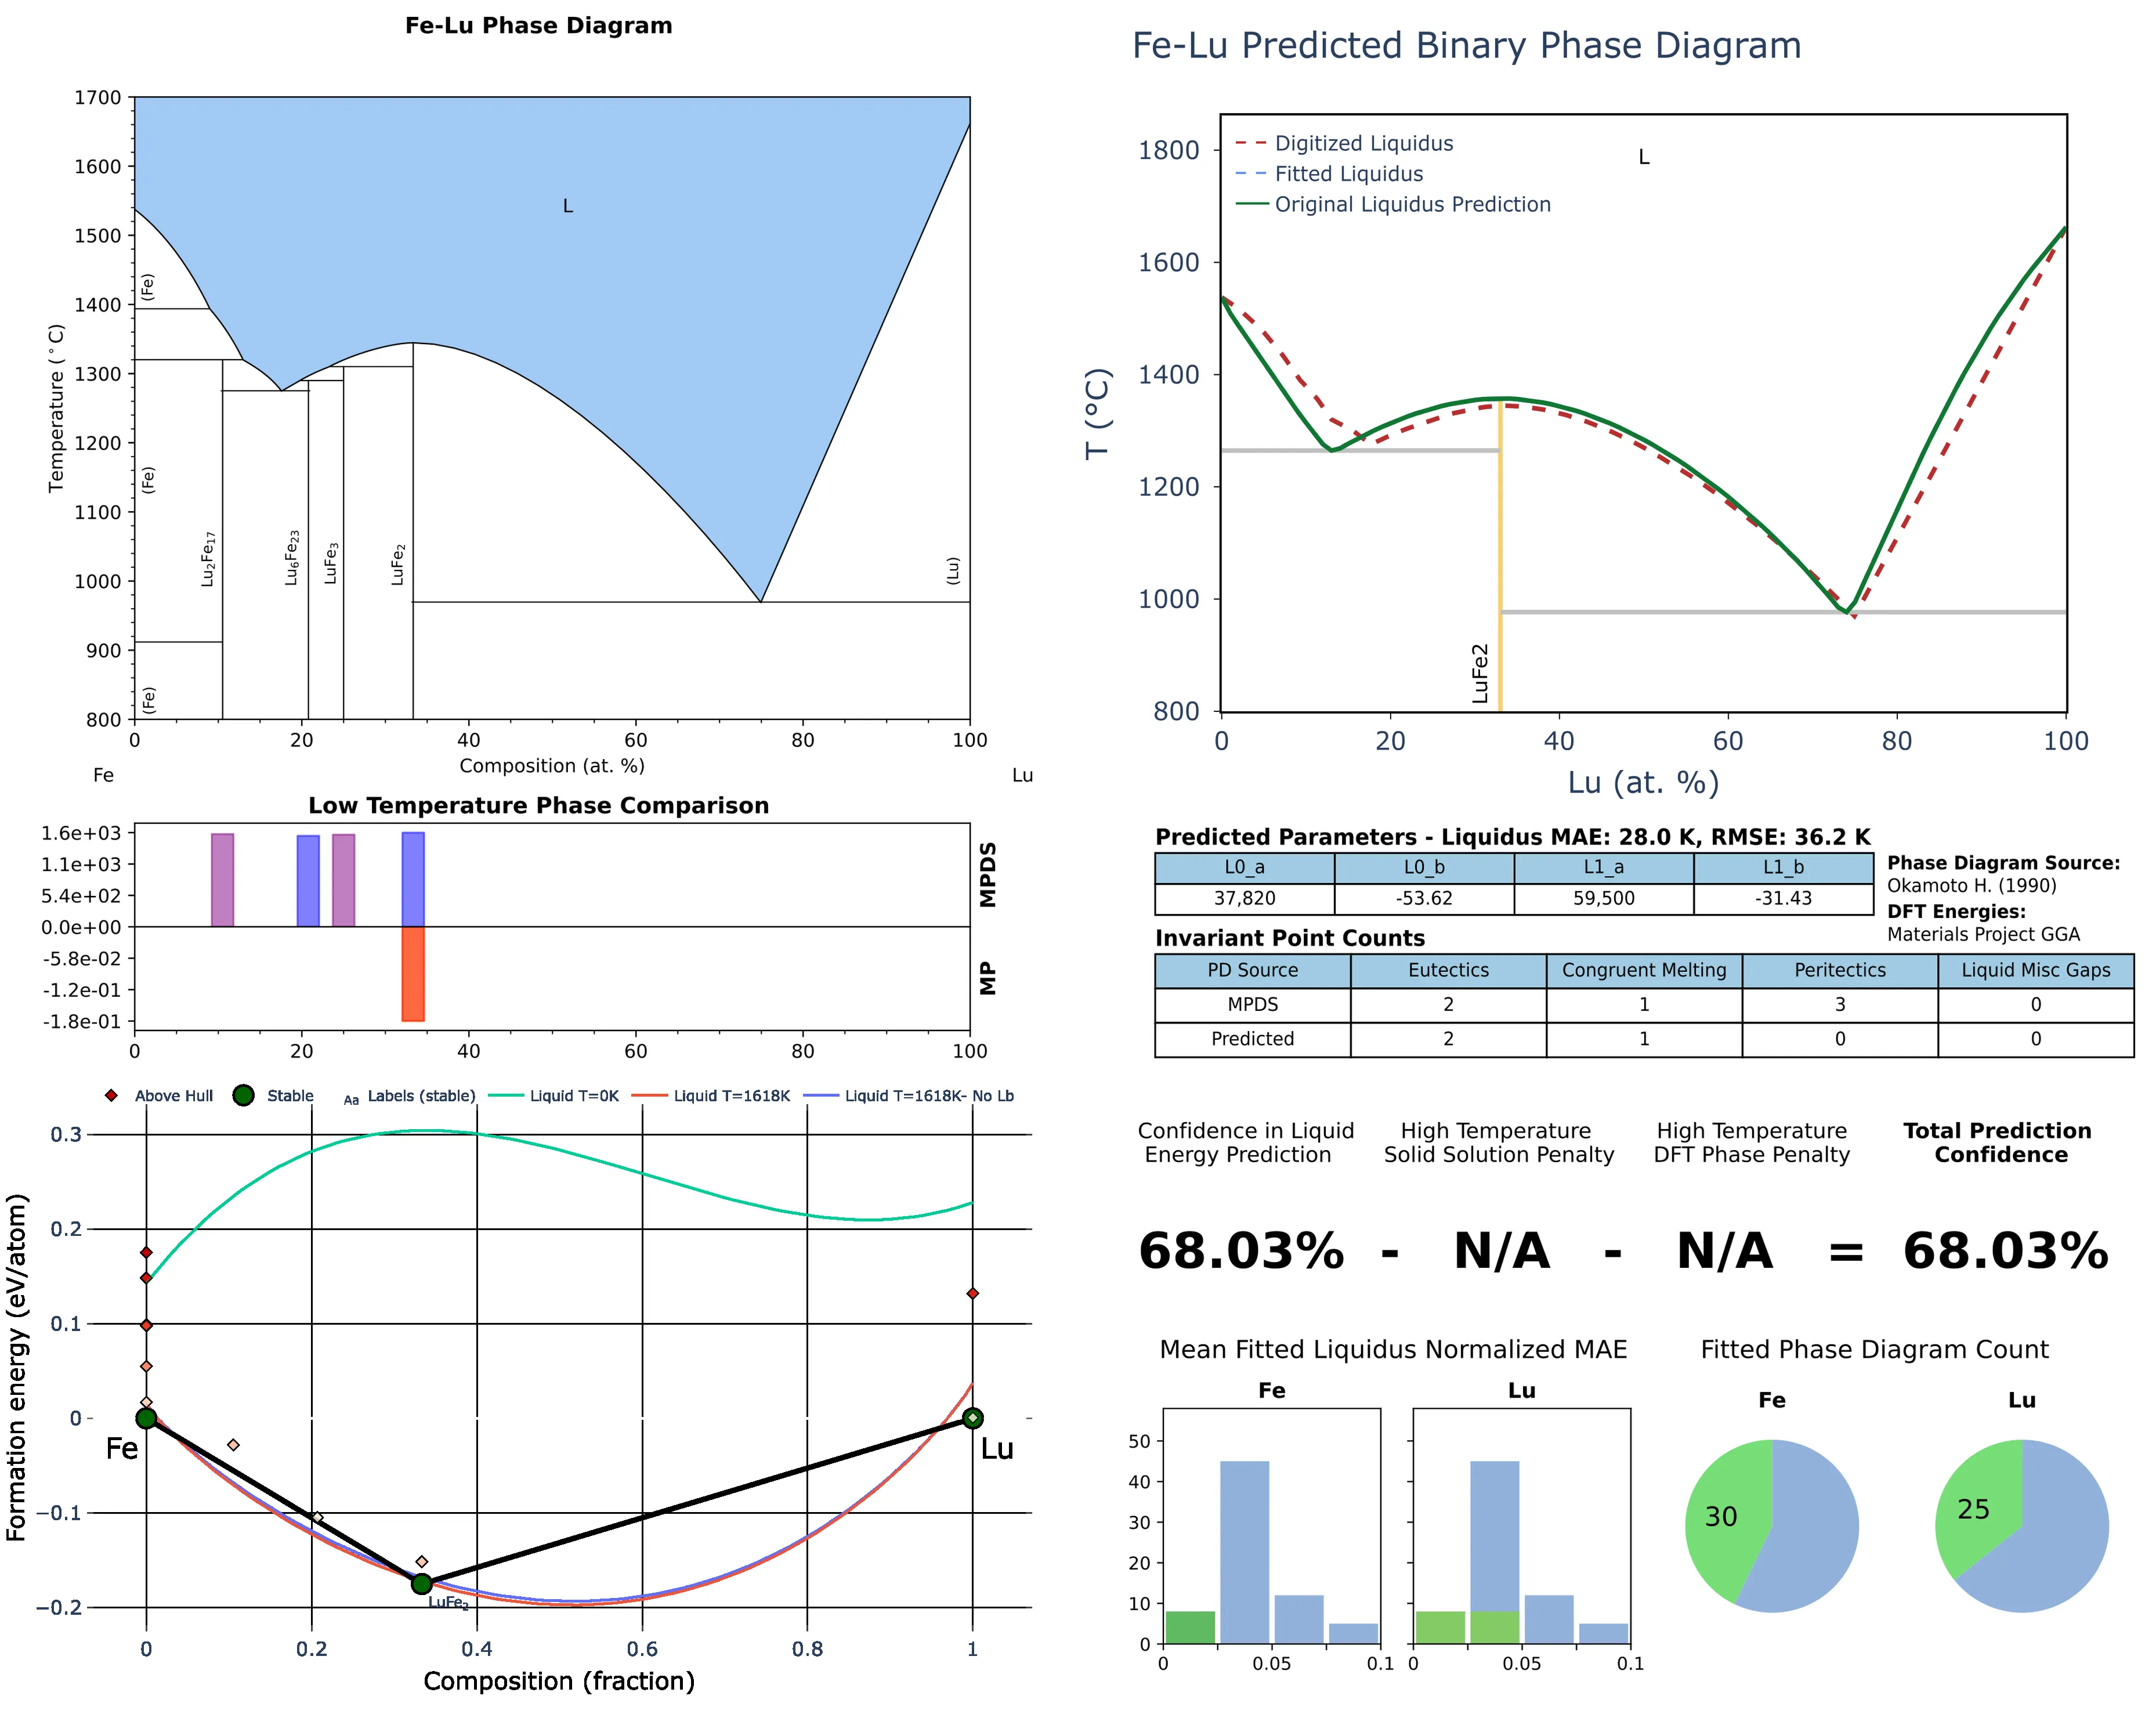 Fe-Lu Phase Diagram
1700
1600
1500
1400
1300
1200
1100
1000
900
800
Temperature (°C)
L
(Fe)
(Fe)
(Fe)
Lu2Fe17
Lu6Fe23
LuFe3
LuFe2
(Lu)
0 20 40 60 80 100
Composition (at. %)
Fe
Lu
Low Temperature Phase Comparison
1.6e+03
1.1e+03
5.4e+02
0.0e+00
-5.8e-02
-1.2e-01
-1.8e-01
MPDS
MP
0 20 40 60 80 100
Above Hull
Stable
Aa Labels (stable)
Liquid T=0K
Liquid T=1618K
Liquid T=1618K- No Lb
0.3
0.2
0.1
0
−0.1
−0.2
Formation energy (eV/atom)
Fe
Lu
LuFe2
0 0.2 0.4 0.6 0.8 1
Composition (fraction)
Fe-Lu Predicted Binary Phase Diagram
Digitized Liquidus
Fitted Liquidus
Original Liquidus Prediction
L
1800
1600
1400
1200
1000
800
T (°C)
LuFe2
0 20 40 60 80 100
Lu (at. %)
Predicted Parameters - Liquidus MAE: 28.0 K, RMSE: 36.2 K
L0_a L0_b L1_a L1_b
37,820 -53.62 59,500 -31.43
Phase Diagram Source:
Okamoto H. (1990)
DFT Energies:
Materials Project GGA
Invariant Point Counts
PD Source Eutectics Congruent Melting Peritectics Liquid Misc Gaps
MPDS 2 1 3 0
Predicted 2 1 0 0
Confidence in Liquid
Energy Prediction
High Temperature
Solid Solution Penalty
High Temperature
DFT Phase Penalty
Total Prediction
Confidence
68.03% - N/A - N/A = 68.03%
Mean Fitted Liquidus Normalized MAE
Fe
Lu
50
40
30
20
10
0
0 0.05 0.1
0 0.05 0.1
Fitted Phase Diagram Count
Fe
Lu
30
25